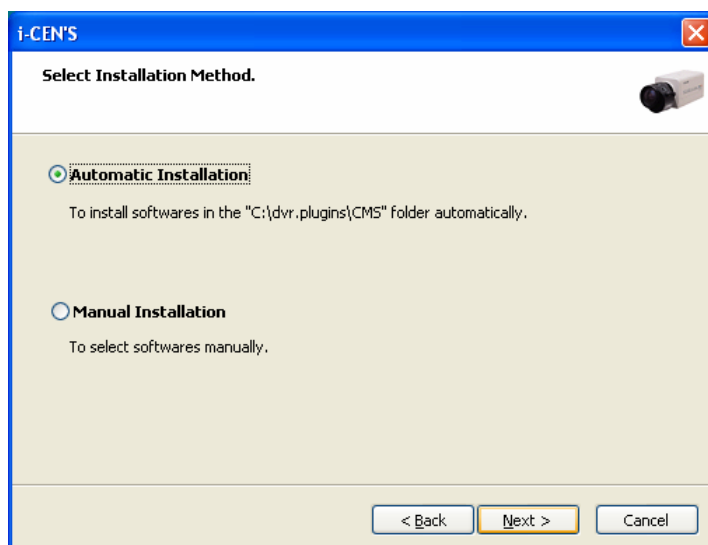 i-CEN'S
Select Installation Method.
Automatic Installation
To install softwares in the "C:\dvr.plugins\CMS" folder automatically.
Manual Installation
To select softwares manually.
< Back
Next >
Cancel